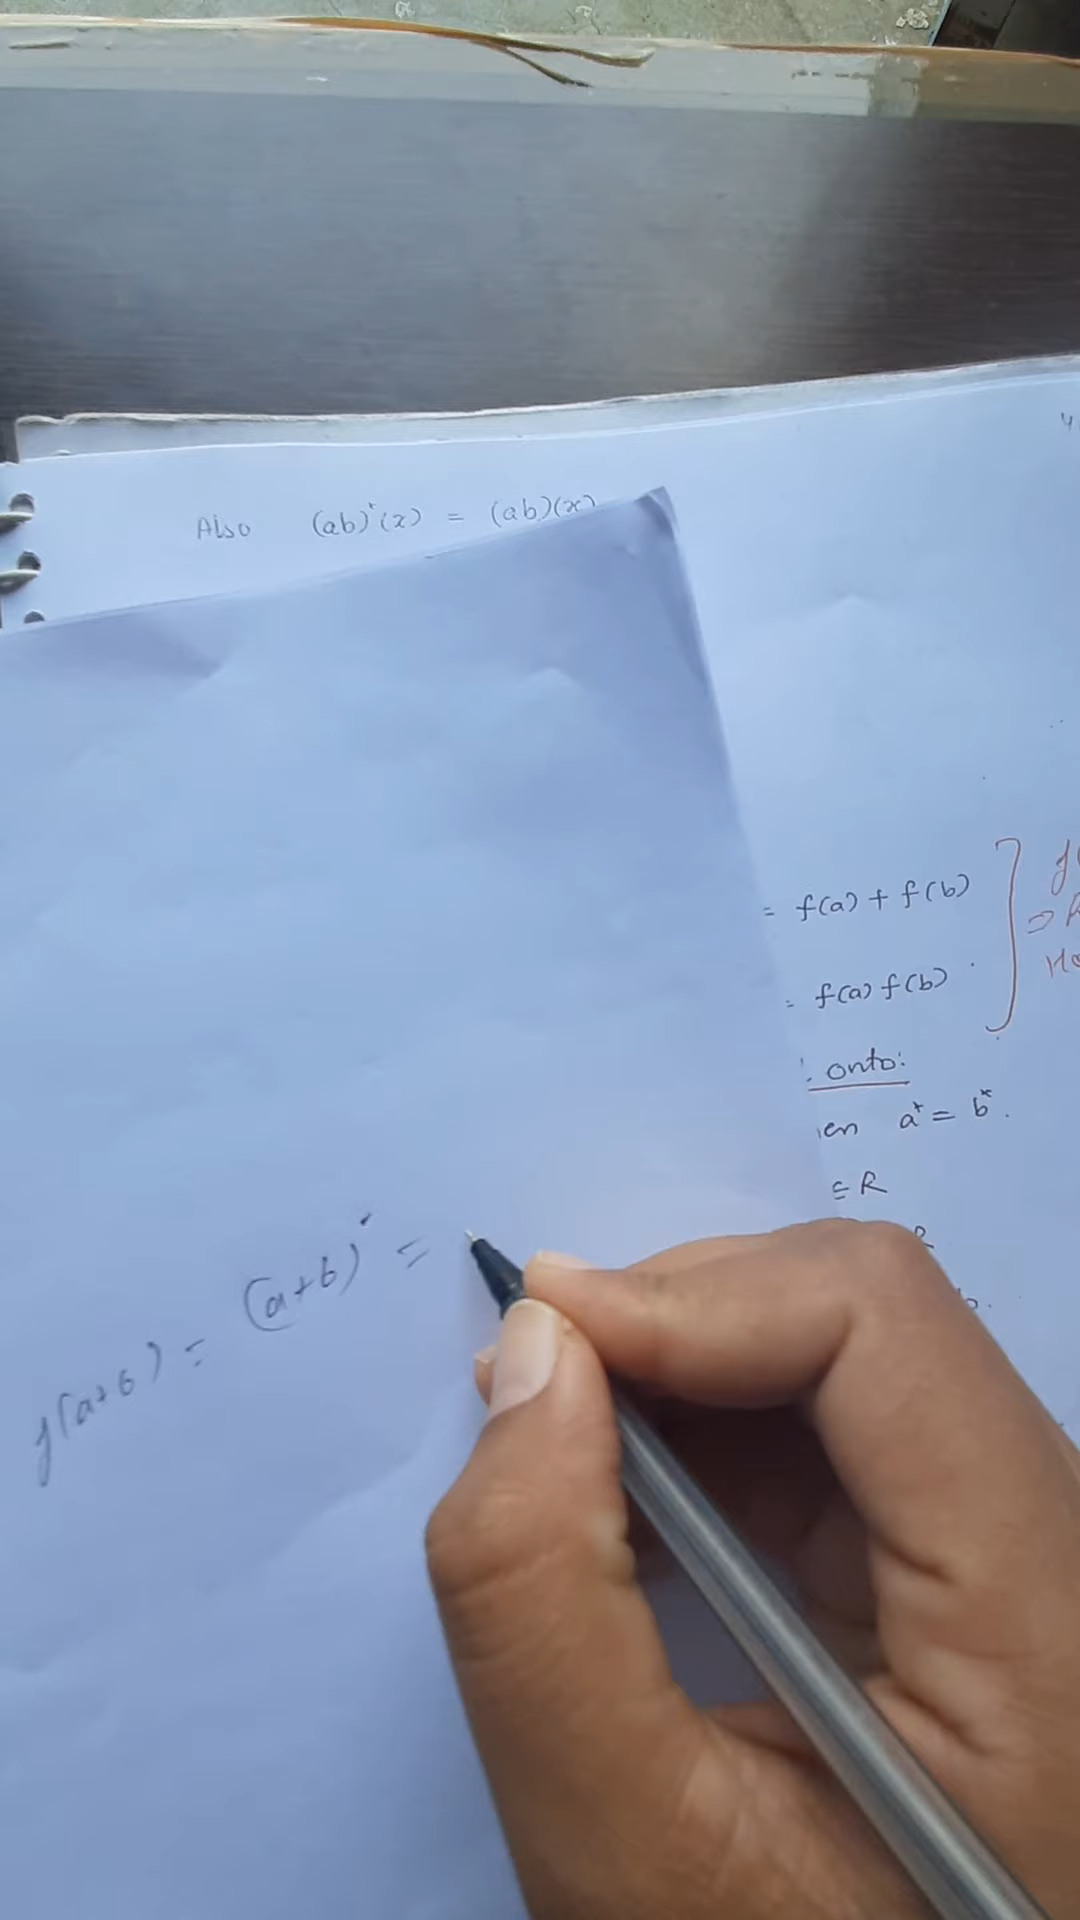 Also (ab)*(x) = (ab)(x)
= f(a) + f(b)
= f(a) f(b)
onto:
en a* = b*.
∈ R
b.
f(a+b) = (a+b)* =